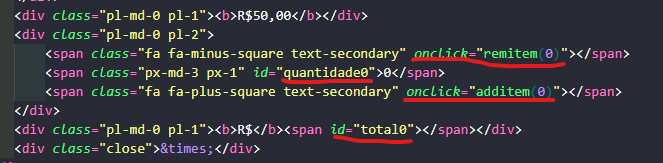 <div class="pl-md-0 pl-1"><b>R$50,00</b></div>
<div class="pl-md-0 pl-2">
<span class="fa fa-minus-square text-secondary" onclick="remitem(0)"></span>
<span class="px-md-3 px-1" id="quantidade0">0</span>
<span class="fa fa-plus-square text-secondary" onclick="additem(0)"></span>
</div>
<div class="pl-md-0 pl-1"><b>R$</b><span id="total0"></span></div>
<div class="close">&times;</div>